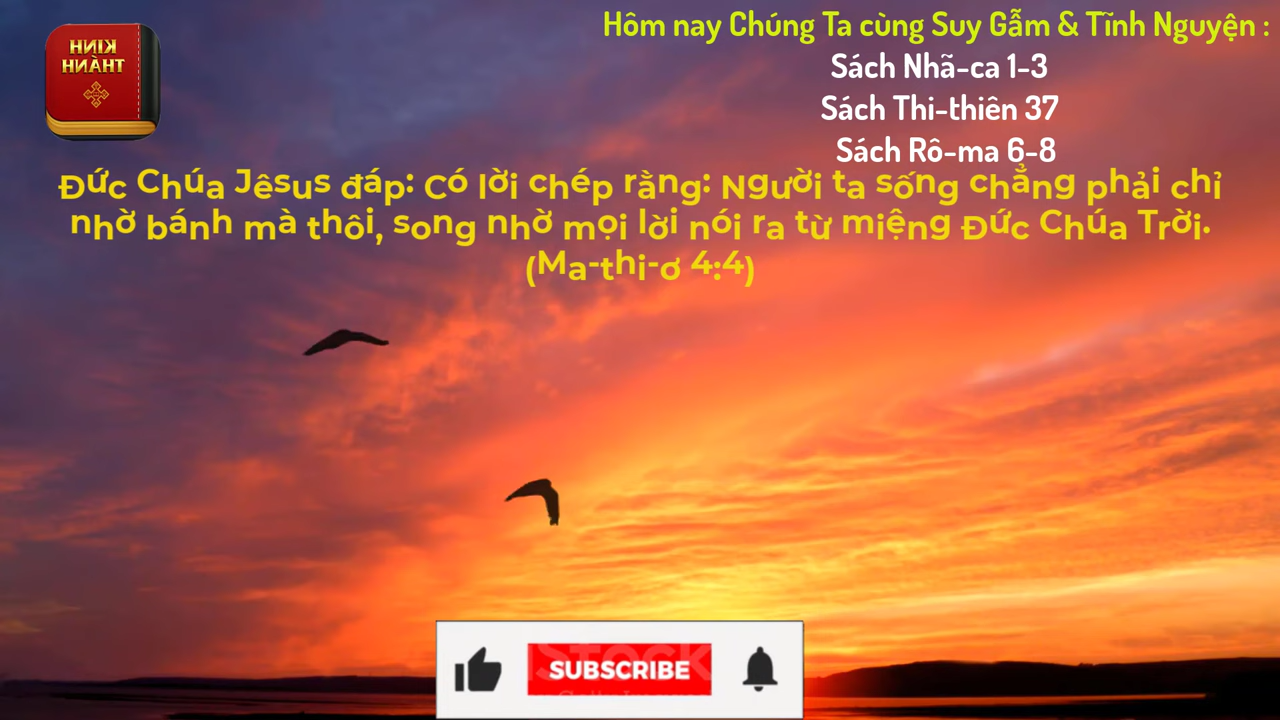 Hôm nay Chúng Ta cùng Suy Gẫm & Tĩnh Nguyện :
Sách Nhã-ca 1-3
Sách Thi-thiên 37
Sách Rô-ma 6-8
KINH
THÀNH
Đức Chúa Jêsus đáp: Có lời chép rằng: Người ta sống chẳng phải chỉ
nhờ bánh mà thôi, song nhờ mọi lời nói ra từ miệng Đức Chúa Trời.
(Ma-thi-ơ 4:4)
SUBSCRIBE